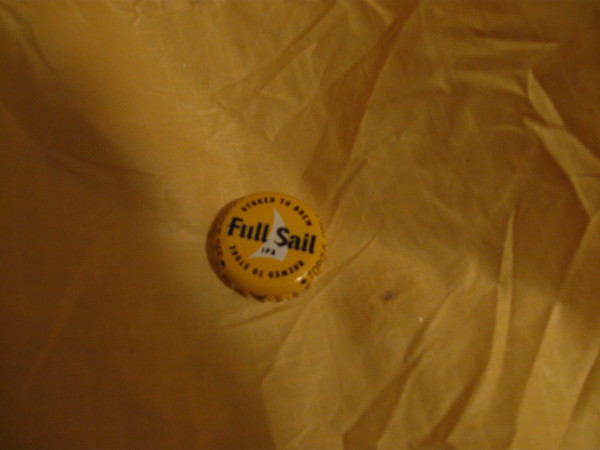 STOKED TO BREW
Full Sail
IPA
BREWED TO STOKE